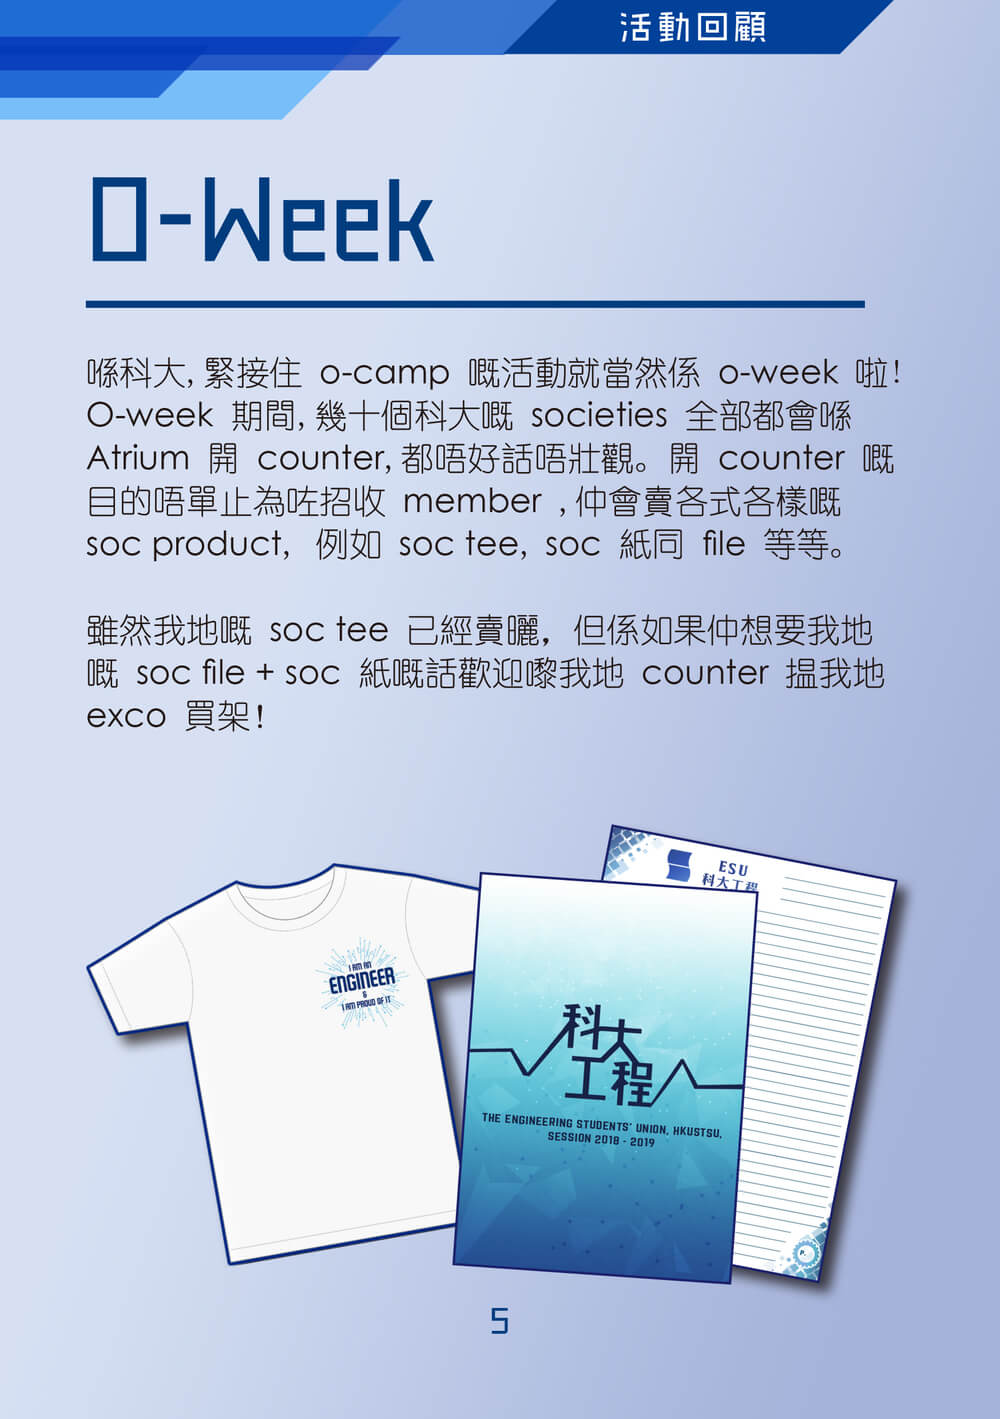 活動回顧
O-Week
喺科大,緊接住 o-camp 嘅活動就當然係 o-week 啦!
O-week 期間,幾十個科大嘅 societies 全部都會喺
Atrium 開 counter,都唔好話唔壯觀。開 counter 嘅
目的唔單止為咗招收 member ,仲會賣各式各樣嘅
soc product, 例如 soc tee, soc 紙同 file 等等。
雖然我地嘅 soc tee 已經賣曬，但係如果仲想要我地
嘅 soc file + soc 紙嘅話歡迎嚟我地 counter 搵我地
exco 買架!
I AM AN
ENGINEER
&
I AM PROUD OF IT
科大
工程
THE ENGINEERING STUDENTS' UNION, HKUSTSU,
SESSION 2018 - 2019
ESU
科大工程
P.
5